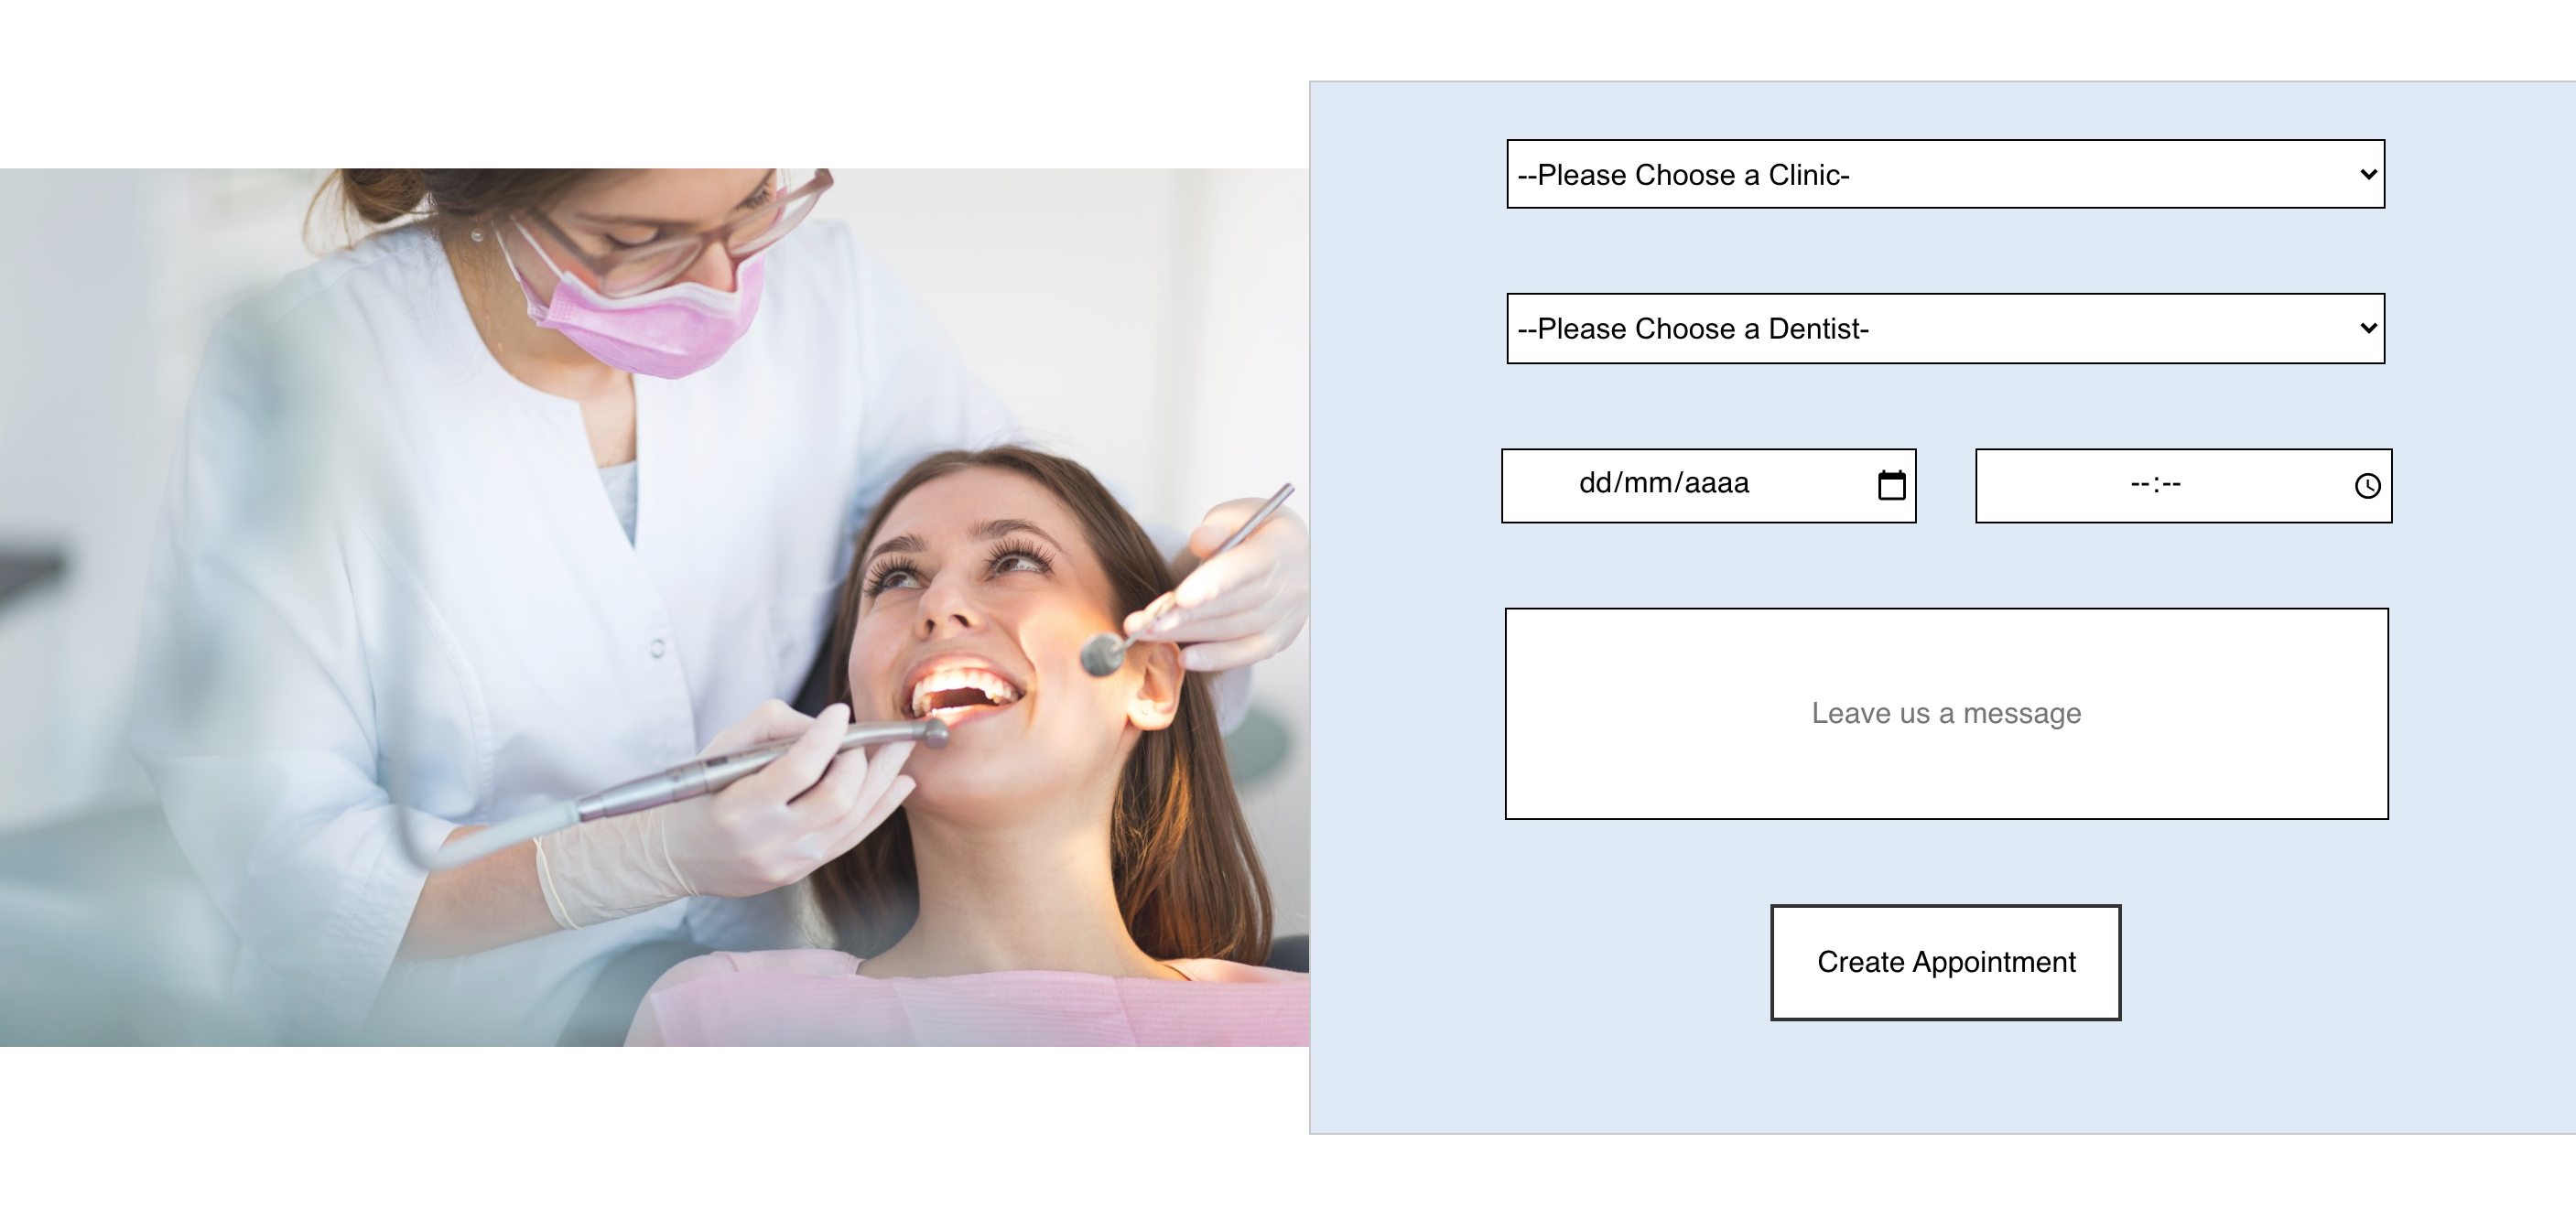 --Please Choose a Clinic-
--Please Choose a Dentist-
dd/mm/aaaa
--:--
Leave us a message
Create Appointment